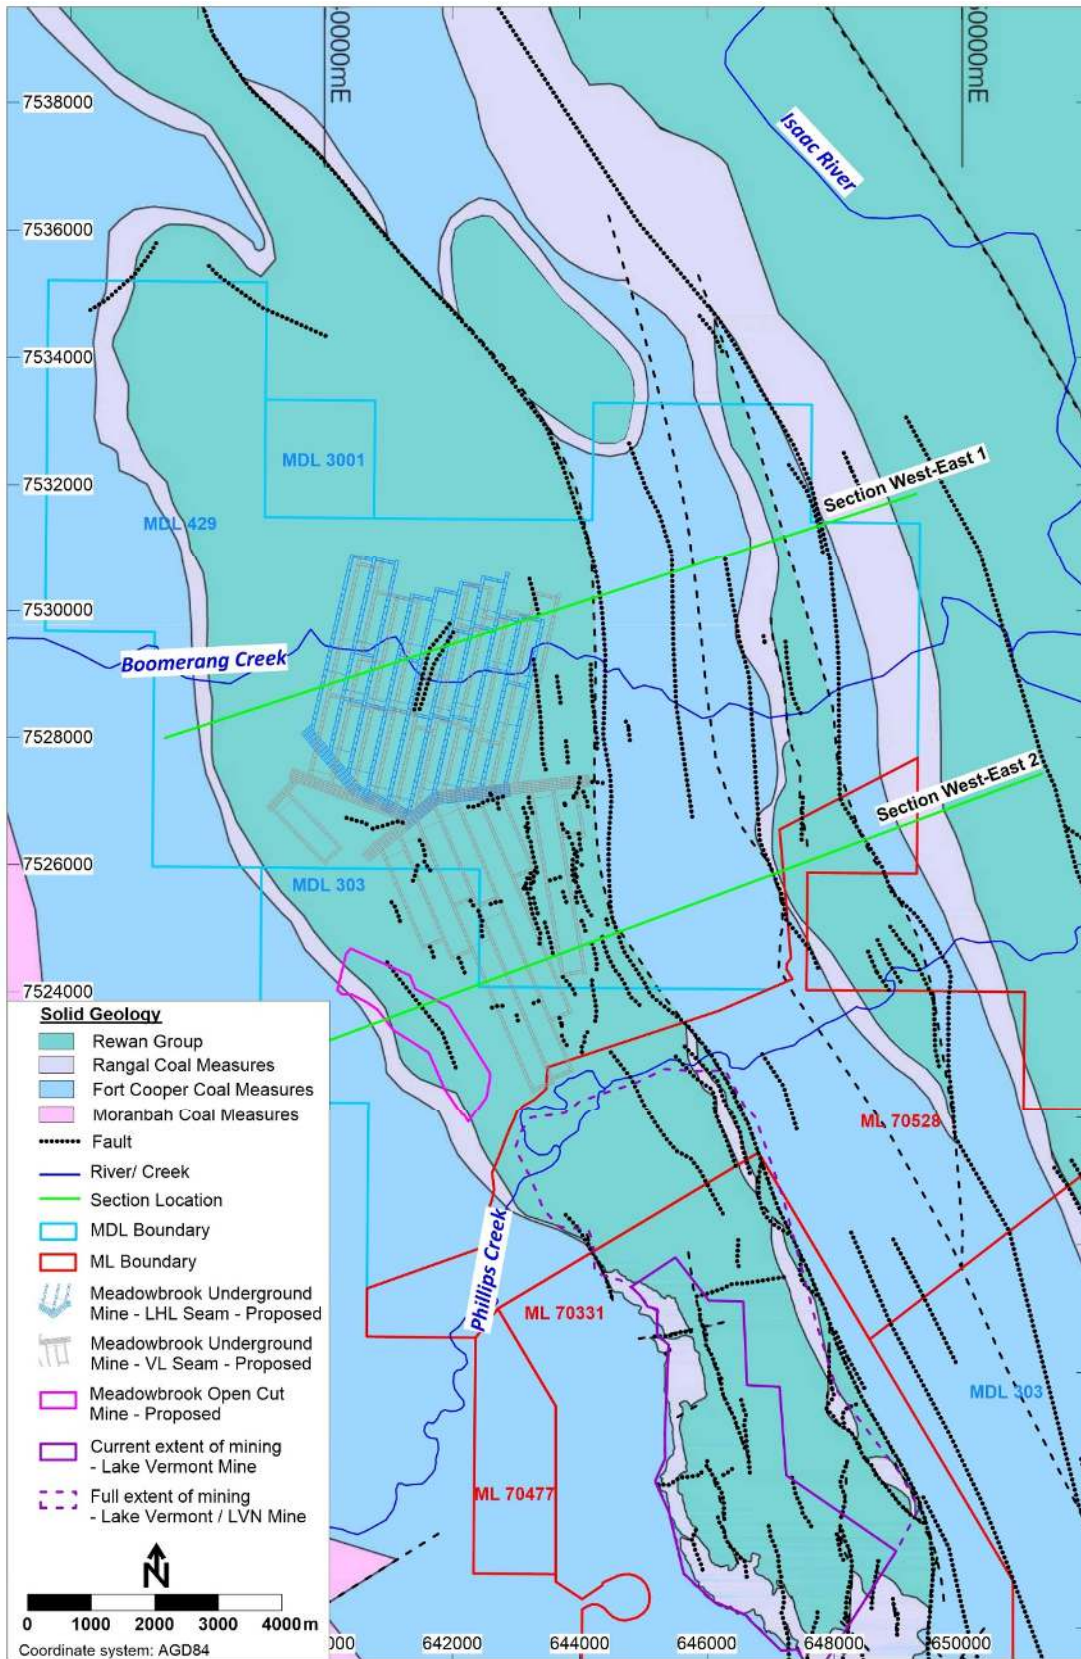 -0000mE
50000mE
7538000
Isaac River
7536000
7534000
MDL 3001
Section West-East 1
7532000
MDL 429
7530000
Boomerang Creek
7528000
Section West-East 2
7526000
MDL 303
7524000
Solid Geology
Rewan Group
Rangal Coal Measures
Fort Cooper Coal Measures
Moranbah Coal Measures
Fault
River/ Creek
Section Location
MDL Boundary
ML Boundary
Meadowbrook Underground
Mine - LHL Seam - Proposed
Meadowbrook Underground
Mine - VL Seam - Proposed
Meadowbrook Open Cut
Mine - Proposed
Current extent of mining
- Lake Vermont Mine
Full extent of mining
- Lake Vermont / LVN Mine
N
0 1000 2000 3000 4000 m
Coordinate system: AGD84
ML 70528
Phillips Creek
ML 70331
MDL 303
ML 70477
0000 642000 644000 646000 648000 650000